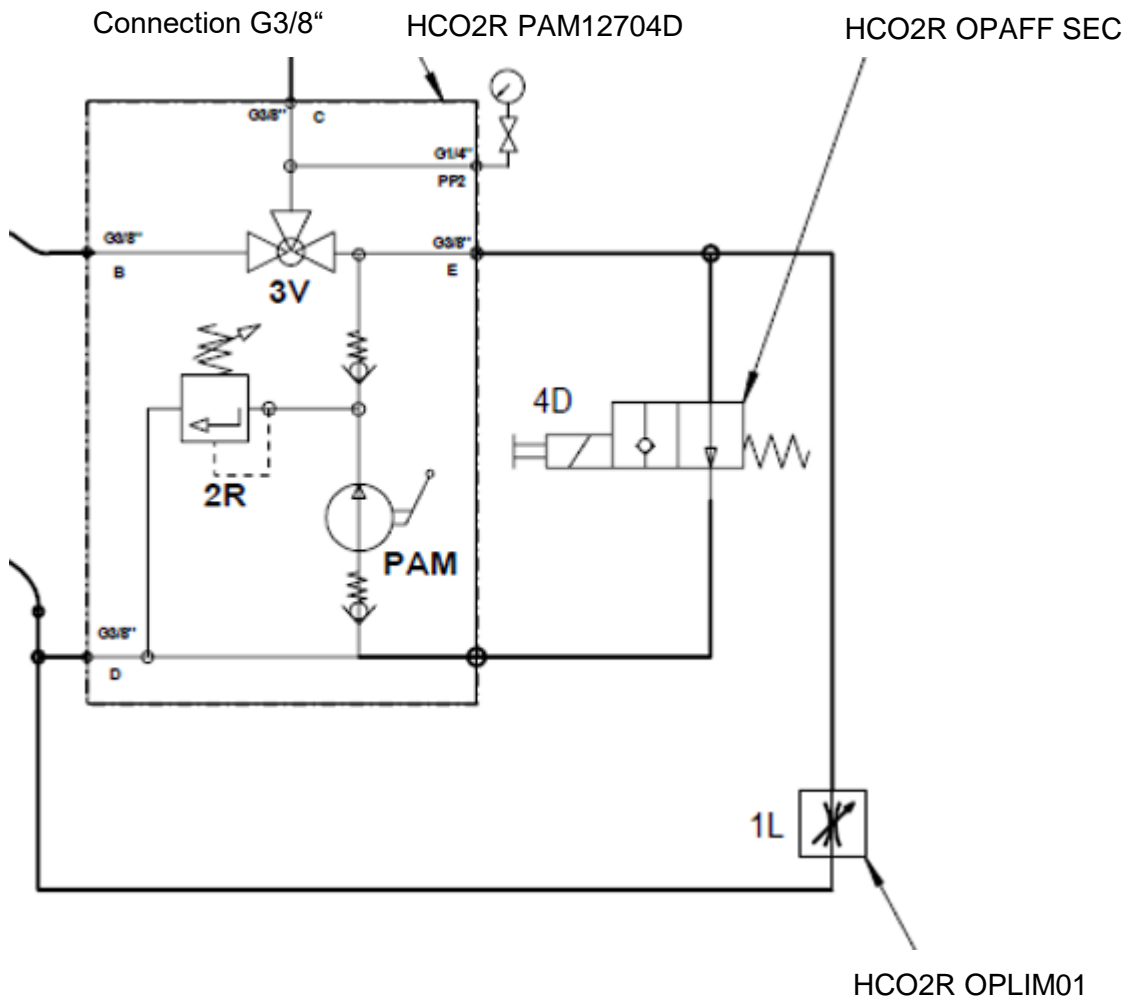 Connection G3/8“
HCO2R PAM12704D
HCO2R OPAFF SEC
G3/8"
C
G1/4"
PP2
G3/8"
B
3V
G3/8"
E
4D
2R
PAM
G3/8"
D
1L
HCO2R OPLIM01